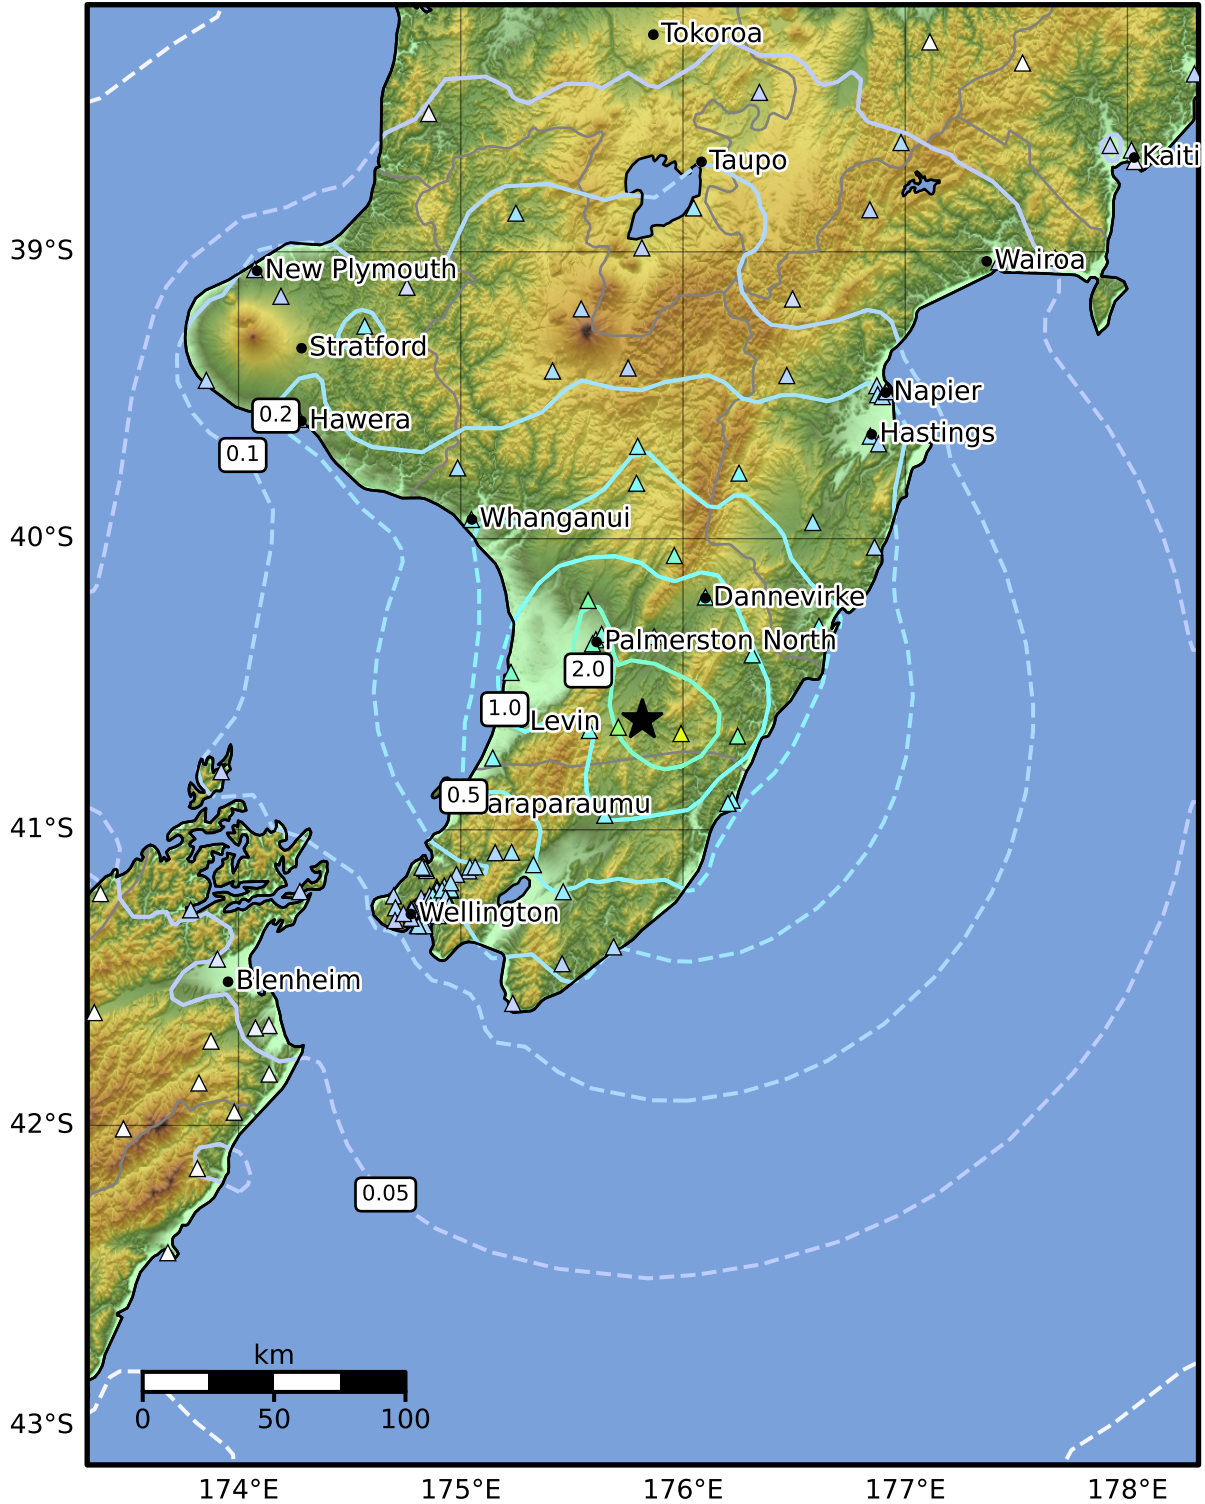 Tokoroa
Taupo
Kaiti
39°S
Wairoa
New Plymouth
Stratford
Napier
0.2
Hawera
Hastings
0.1
Whanganui
40°S
Dannevirke
Palmerston North
2.0
1.0
Levin
0.5
araparaumu
41°S
Wellington
Blenheim
42°S
0.05
km
0
50
100
43°S
174°E
175°E
176°E
177°E
178°E